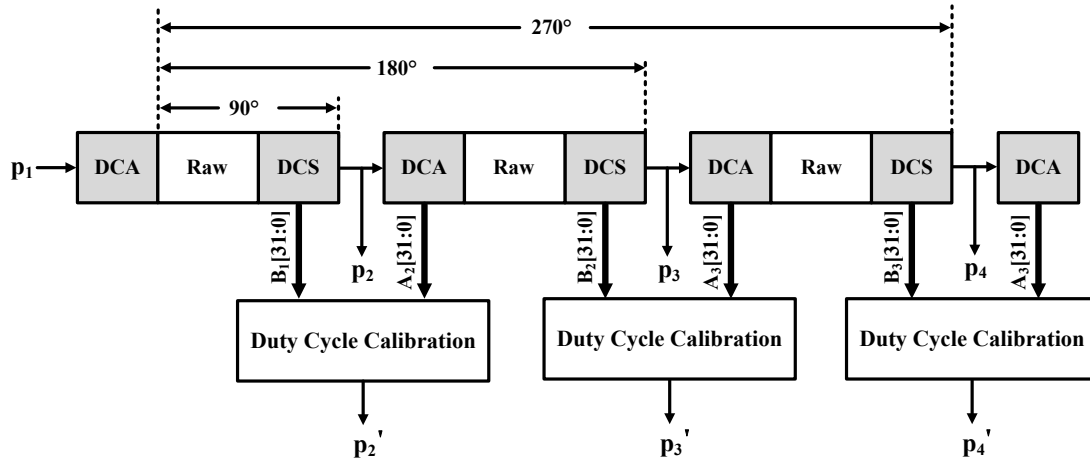 270°
180°
90°
p₁ DCA Raw DCS DCA Raw DCS DCA Raw DCS DCA
B₁[31:0] p₂ A₂[31:0] B₂[31:0] p₃ A₃[31:0] B₃[31:0] p₄ A₃[31:0]
Duty Cycle Calibration Duty Cycle Calibration Duty Cycle Calibration
p₂' p₃' p₄'